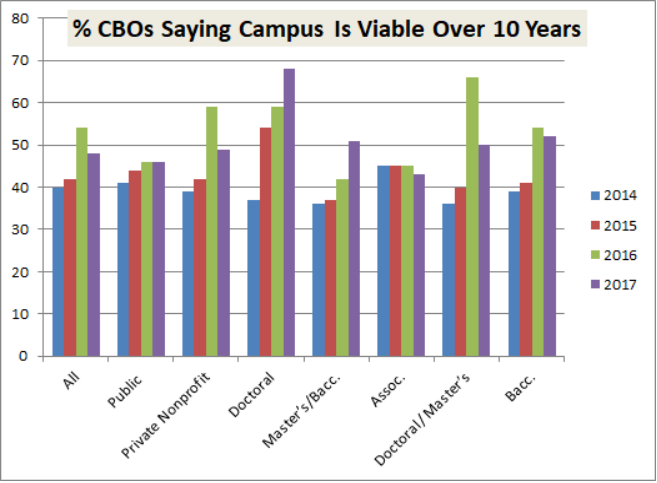 % CBOs Saying Campus Is Viable Over 10 Years
80
70
60
50
40
30
20
10
0
All
Public
Private Nonprofit
Doctoral
Master's/Bacc.
Assoc.
Doctoral/Master's
Bacc.
2014
2015
2016
2017